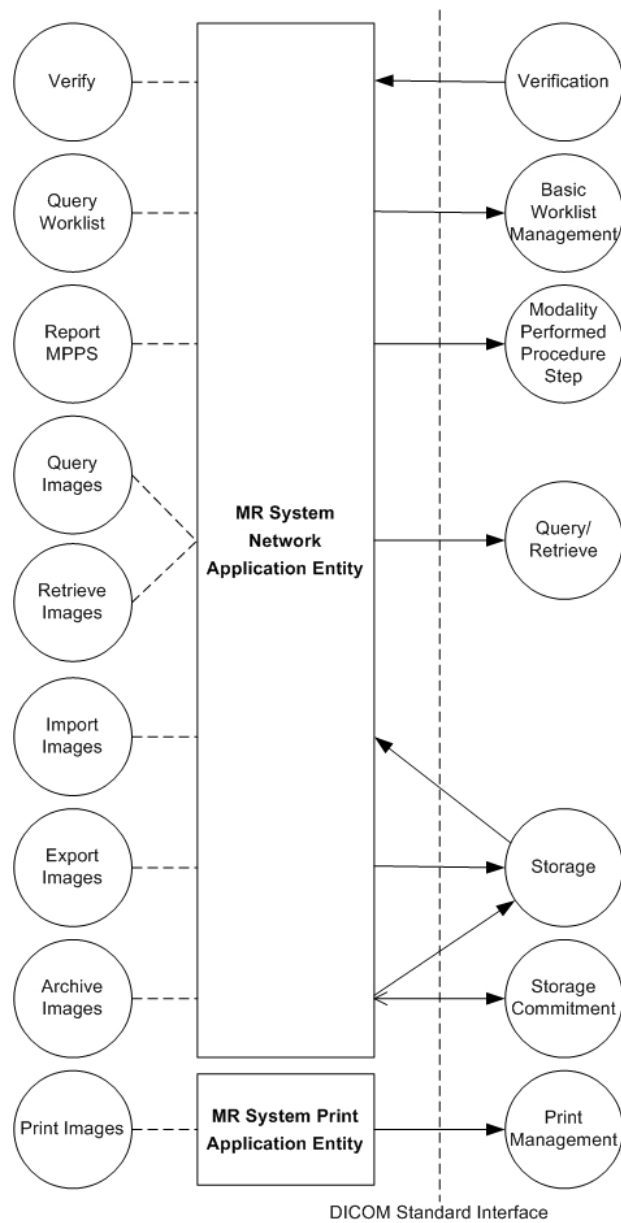 Verify
Verification
Query
Worklist
Basic
Worklist
Management
Report
MPPS
Modality
Performed
Procedure
Step
Query
Images
MR System
Network
Application Entity
Query/
Retrieve
Retrieve
Images
Import
Images
Export
Images
Storage
Archive
Images
Storage
Commitment
Print Images
MR System Print
Application Entity
Print
Management
DICOM Standard Interface